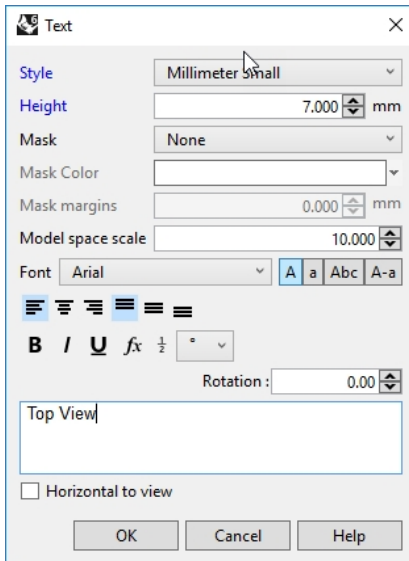 Text
Style Millimeter Small
Height 7.000 mm
Mask None
Mask Color
Mask margins 0.000 mm
Model space scale 10.000
Font Arial A a Abc A-a
B I U fx ½ °
Rotation : 0.00
Top View
Horizontal to view
OK Cancel Help